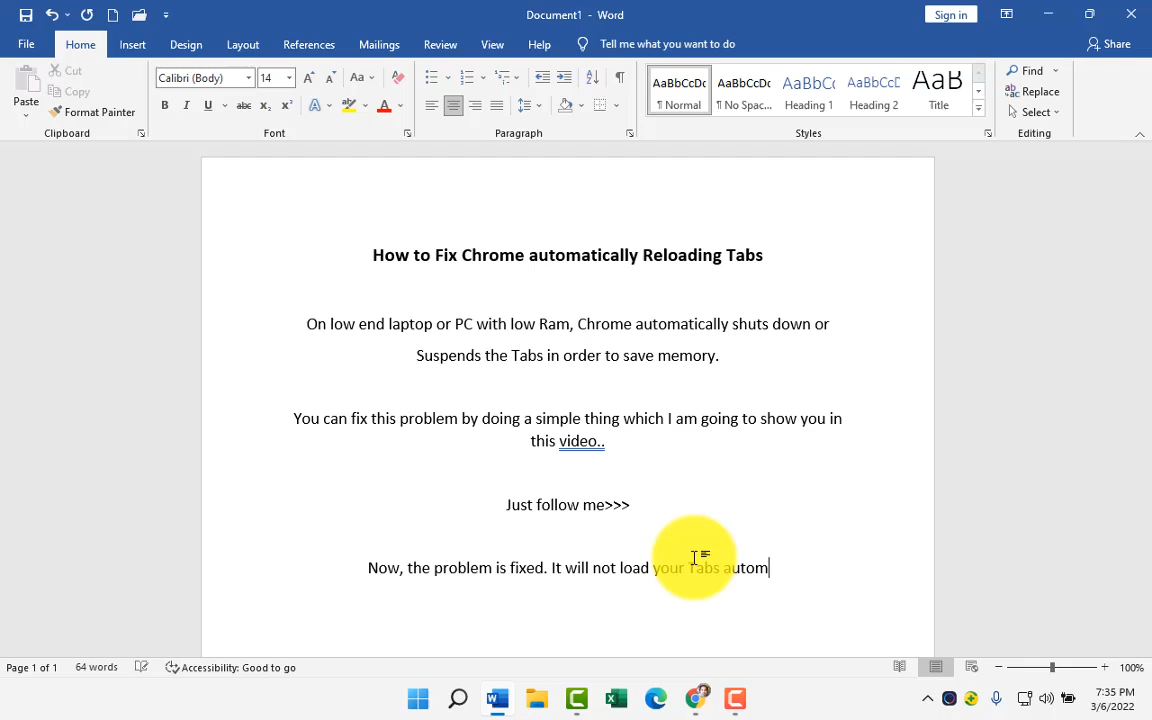 Document1 - Word
Sign in
File Home Insert Design Layout References Mailings Review View Help Tell me what you want to do Share
Paste
Cut
Copy
Format Painter
Clipboard
Calibri (Body) 14
Font
Paragraph
AaBbCcDc AaBbCcDc AaBbCc AaBbCcD AaB
¶ Normal ¶ No Spac... Heading 1 Heading 2 Title
Styles
Find
Replace
Select
Editing
How to Fix Chrome automatically Reloading Tabs
On low end laptop or PC with low Ram, Chrome automatically shuts down or
Suspends the Tabs in order to save memory.
You can fix this problem by doing a simple thing which I am going to show you in
this video..
Just follow me>>>
Now, the problem is fixed. It will not load your Tabs autom
Page 1 of 1 64 words Accessibility: Good to go 100%
7:35 PM
3/6/2022